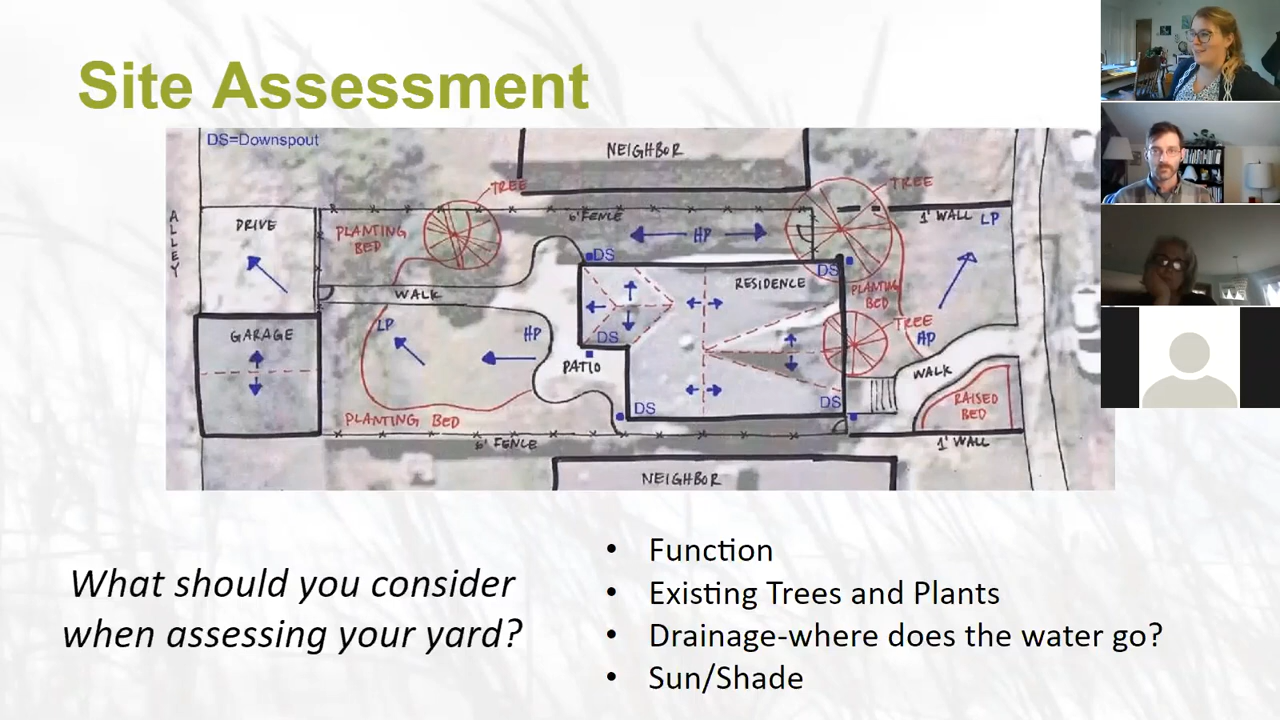 Site Assessment
DS=Downspout
NEIGHBOR
TREE
TREE
ALLEY
DRIVE
PLANTING
BED
6' FENCE
HP
1' WALL
LP
DS
DS
RESIDENCE
PLANTING
BED
WALK
GARAGE
LP
HP
DS
TREE
AP
PATIO
WALK
DS
DS
RAISED
BED
PLANTING BED
6' FENCE
1' WALL
NEIGHBOR
What should you consider
when assessing your yard?
• Function
• Existing Trees and Plants
• Drainage-where does the water go?
• Sun/Shade